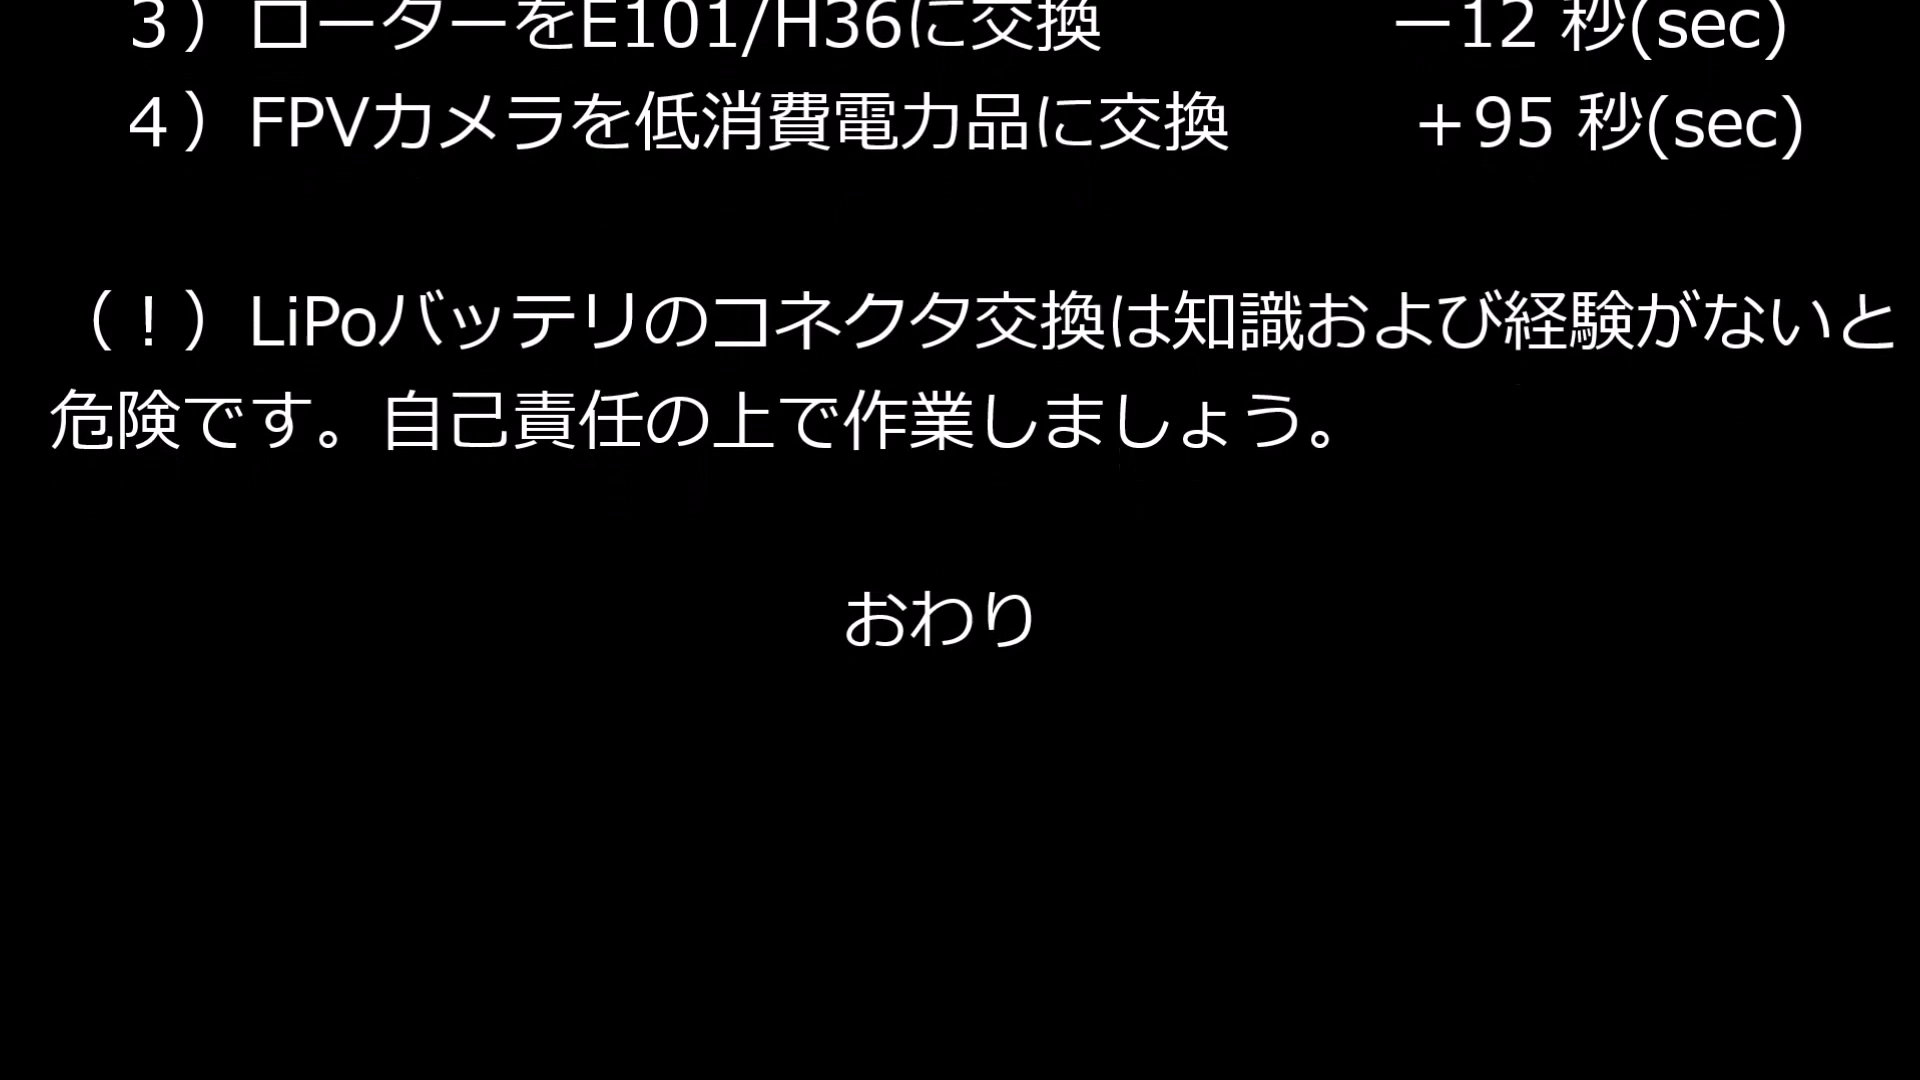 ３）ローターをE101/H36に交換　　　　－12 秒(sec)
４）FPVカメラを低消費電力品に交換　　　＋95 秒(sec)
（！）LiPoバッテリのコネクタ交換は知識および経験がないと
危険です。自己責任の上で作業しましょう。
おわり